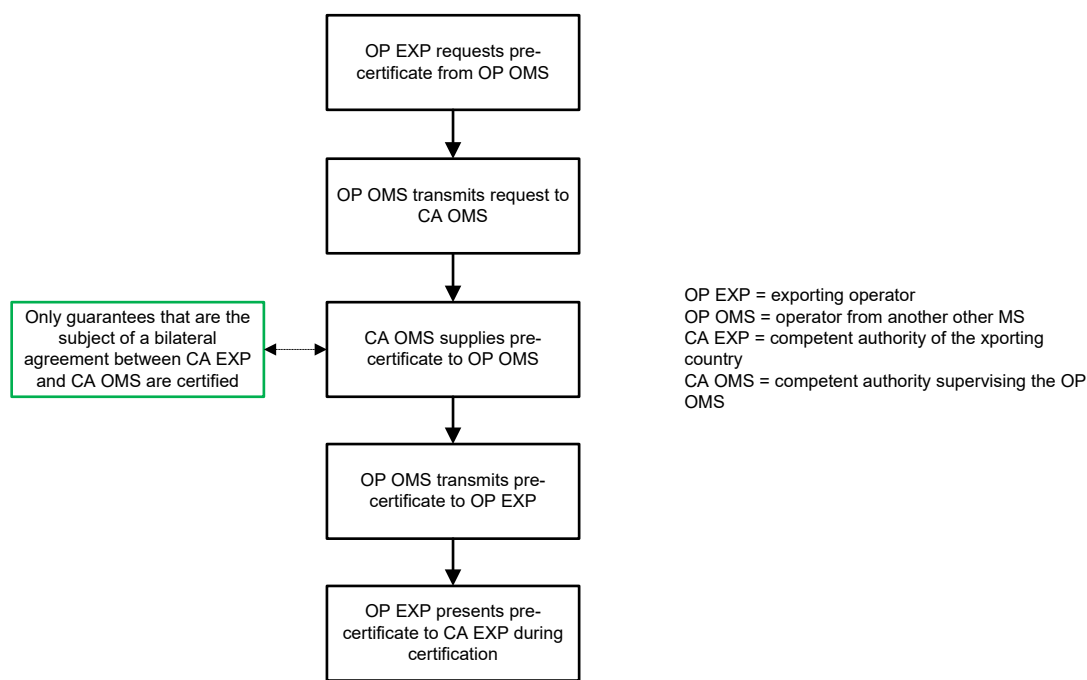 OP EXP requests pre-
certificate from OP OMS
OP OMS transmits request to
CA OMS
Only guarantees that are the
subject of a bilateral
agreement between CA EXP
and CA OMS are certified
CA OMS supplies pre-
certificate to OP OMS
OP EXP = exporting operator
OP OMS = operator from another other MS
CA EXP = competent authority of the xporting
country
CA OMS = competent authority supervising the OP
OMS
OP OMS transmits pre-
certificate to OP EXP
OP EXP presents pre-
certificate to CA EXP during
certification